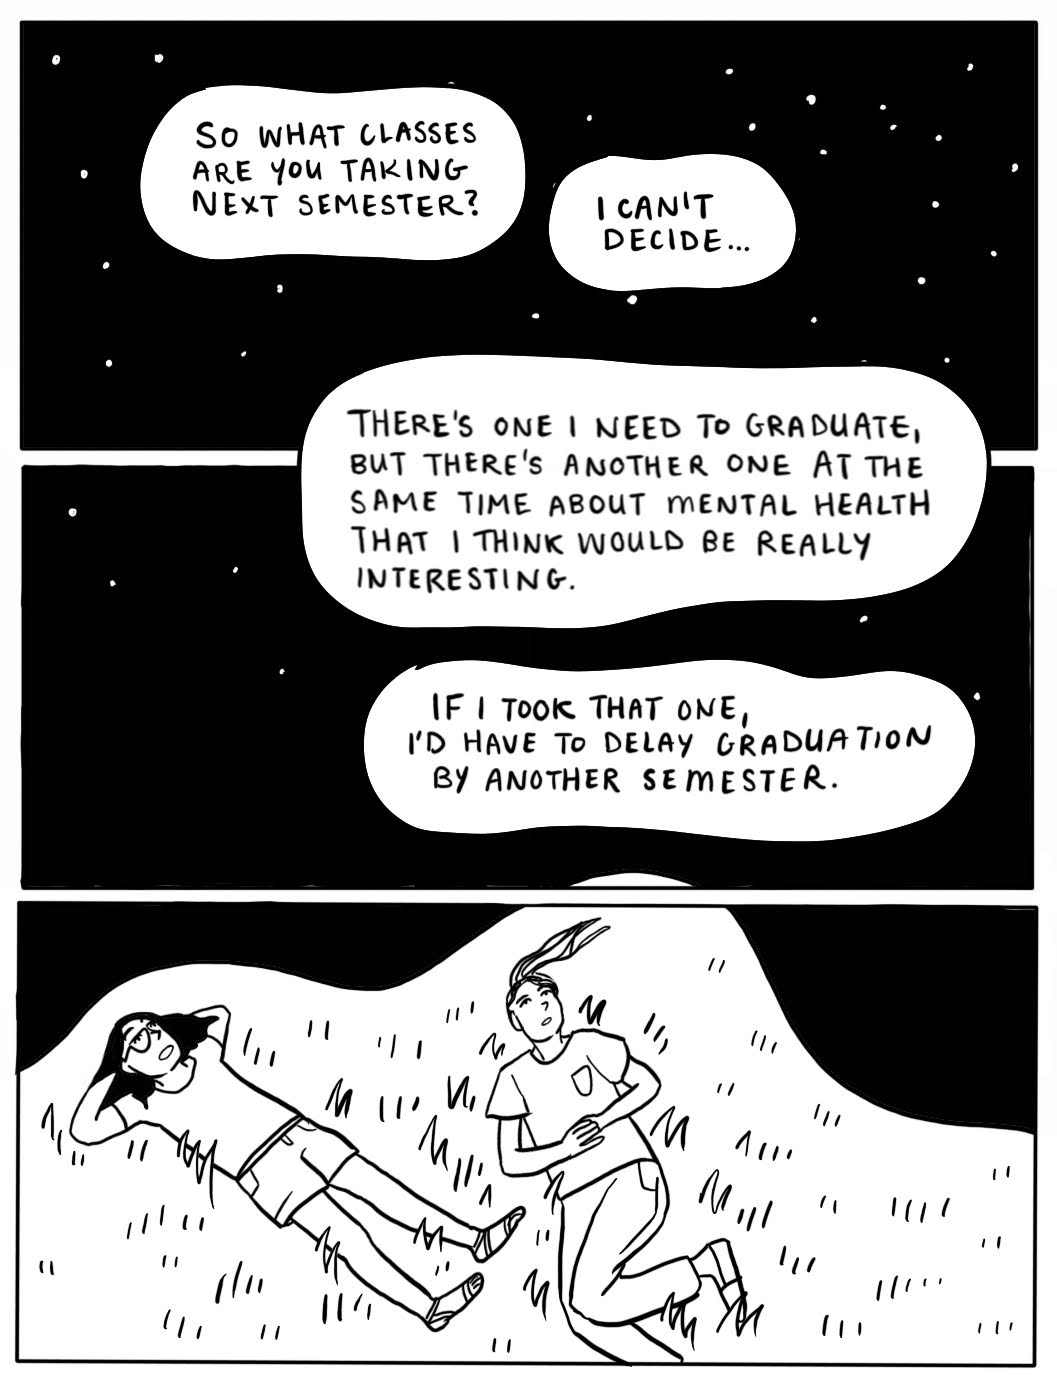 SO WHAT CLASSES
ARE YOU TAKING
NEXT SEMESTER?
I CAN'T
DECIDE...
THERE'S ONE I NEED TO GRADUATE,
BUT THERE'S ANOTHER ONE AT THE
SAME TIME ABOUT MENTAL HEALTH
THAT I THINK WOULD BE REALLY
INTERESTING.
IF I TOOK THAT ONE,
I'D HAVE TO DELAY GRADUATION
BY ANOTHER SEMESTER.